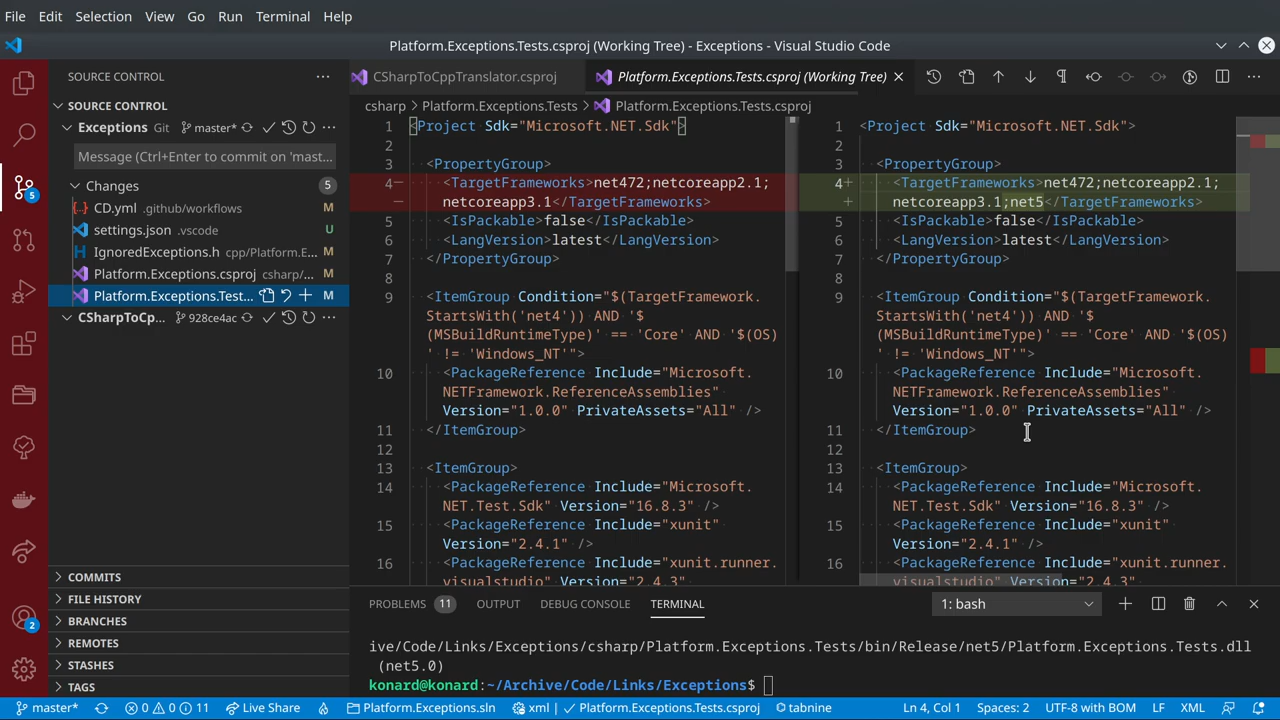 File Edit Selection View Go Run Terminal Help
Platform.Exceptions.Tests.csproj (Working Tree) - Exceptions - Visual Studio Code
SOURCE CONTROL
SOURCE CONTROL
Exceptions Git master*
Message (Ctrl+Enter to commit on 'mast...
Changes 5
CD.yml .github/workflows M
settings.json .vscode U
IgnoredExceptions.h cpp/Platform.E... M
Platform.Exceptions.csproj csharp/... M
Platform.Exceptions.Test... M
CSharpToCp... 928ce4ac
COMMITS
FILE HISTORY
BRANCHES
REMOTES
STASHES
TAGS
5
2
CSharpToCppTranslator.csproj
Platform.Exceptions.Tests.csproj (Working Tree)
csharp > Platform.Exceptions.Tests > Platform.Exceptions.Tests.csproj
1 <Project Sdk="Microsoft.NET.Sdk">
2
3 <PropertyGroup>
4− <TargetFrameworks>net472;netcoreapp2.1;
− netcoreapp3.1</TargetFrameworks>
5 <IsPackable>false</IsPackable>
6 <LangVersion>latest</LangVersion>
7 </PropertyGroup>
8
9 <ItemGroup Condition="$(TargetFramework.
StartsWith('net4')) AND '$
(MSBuildRuntimeType)' == 'Core' AND '$(OS)
' != 'Windows_NT'">
10 <PackageReference Include="Microsoft.
NETFramework.ReferenceAssemblies"
Version="1.0.0" PrivateAssets="All" />
11 </ItemGroup>
12
13 <ItemGroup>
14 <PackageReference Include="Microsoft.
NET.Test.Sdk" Version="16.8.3" />
15 <PackageReference Include="xunit"
Version="2.4.1" />
16 <PackageReference Include="xunit.runner.
visualstudio" Version="2.4.3"
1 <Project Sdk="Microsoft.NET.Sdk">
2
3 <PropertyGroup>
4+ <TargetFrameworks>net472;netcoreapp2.1;
+ netcoreapp3.1;net5</TargetFrameworks>
5 <IsPackable>false</IsPackable>
6 <LangVersion>latest</LangVersion>
7 </PropertyGroup>
8
9 <ItemGroup Condition="$(TargetFramework.
StartsWith('net4')) AND '$
(MSBuildRuntimeType)' == 'Core' AND '$(OS)
' != 'Windows_NT'">
10 <PackageReference Include="Microsoft.
NETFramework.ReferenceAssemblies"
Version="1.0.0" PrivateAssets="All" />
11 </ItemGroup>
12
13 <ItemGroup>
14 <PackageReference Include="Microsoft.
NET.Test.Sdk" Version="16.8.3" />
15 <PackageReference Include="xunit"
Version="2.4.1" />
16 <PackageReference Include="xunit.runner.
visualstudio" Version="2.4.3"
PROBLEMS 11 OUTPUT DEBUG CONSOLE TERMINAL 1: bash
ive/Code/Links/Exceptions/csharp/Platform.Exceptions.Tests/bin/Release/net5/Platform.Exceptions.Tests.dll
(net5.0)
konard@konard:~/Archive/Code/Links/Exceptions$
master* 0 0 11 Live Share Platform.Exceptions.sln xml Platform.Exceptions.Tests.csproj tabnine Ln 4, Col 1 Spaces: 2 UTF-8 with BOM LF XML